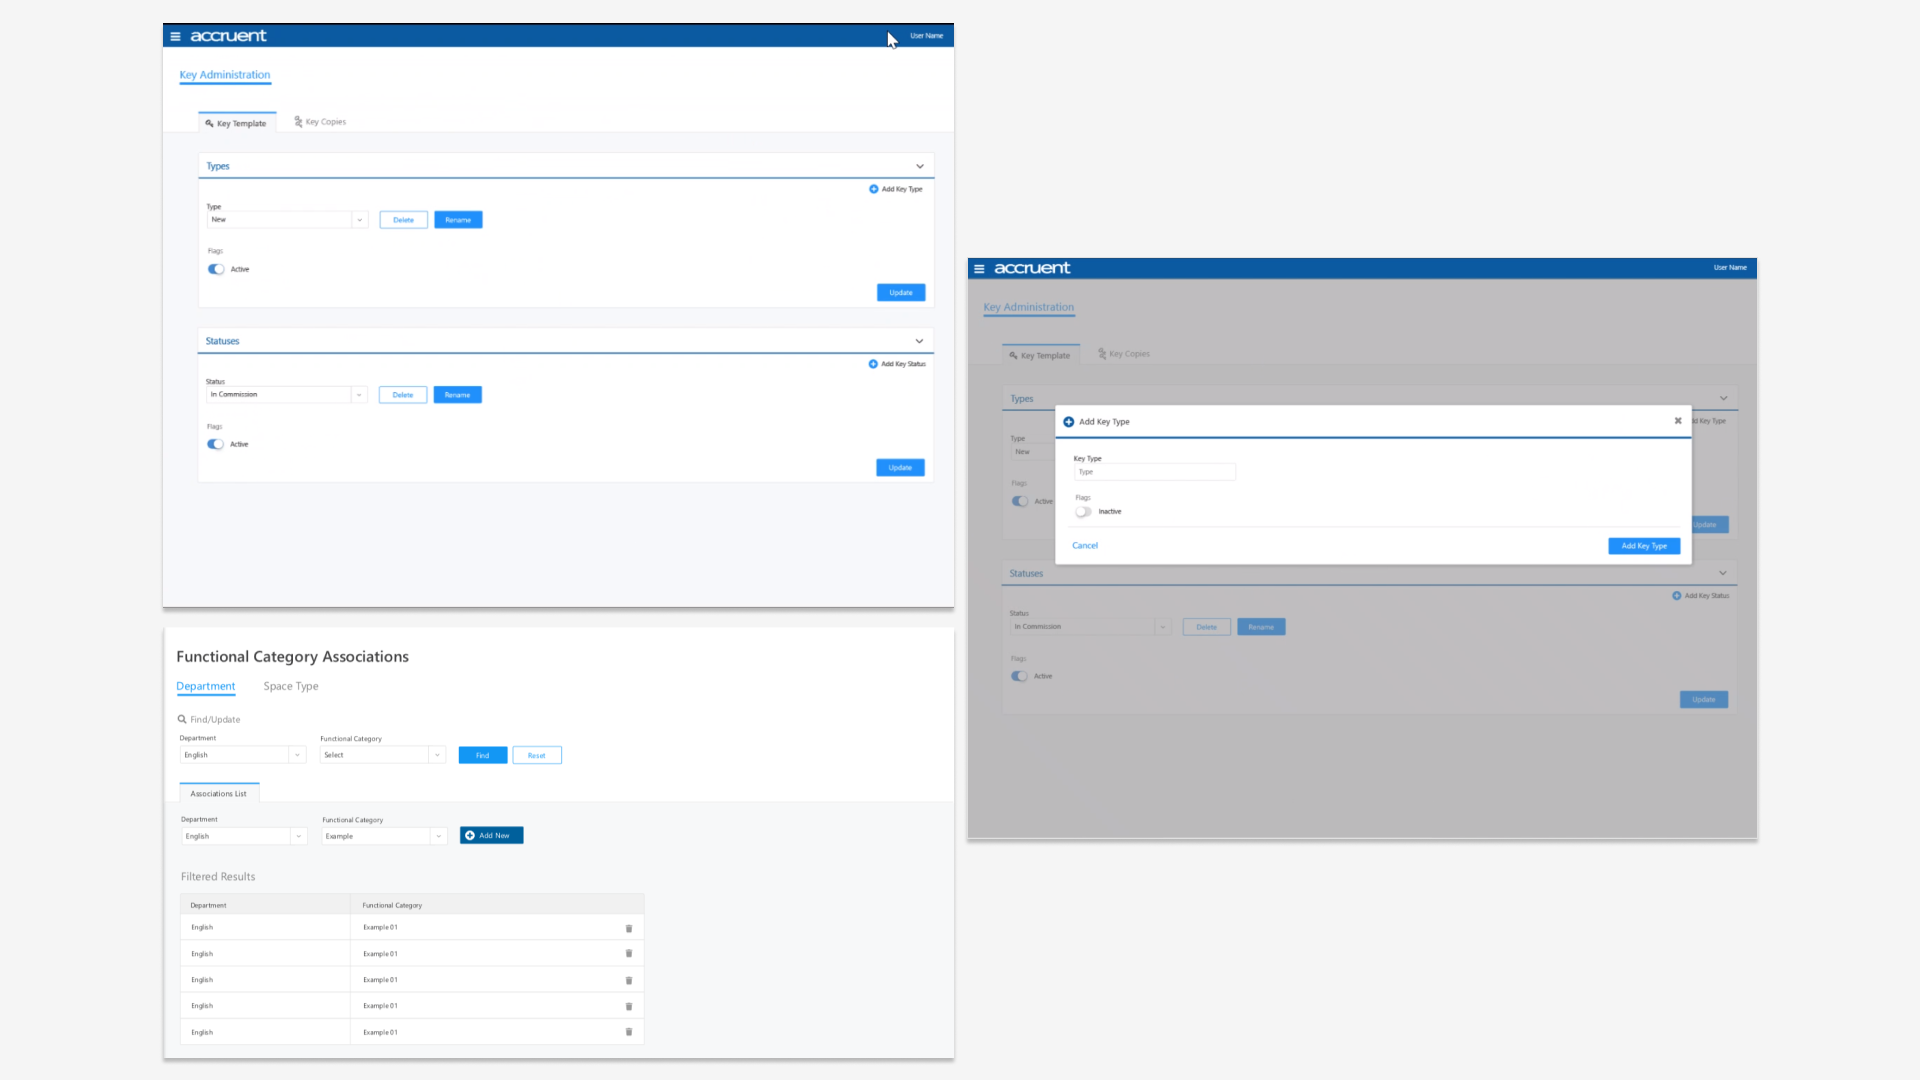 accruent
User Name
Key Administration
Key Template
Key Copies
Types
Add Key Type
Type
New
Delete
Rename
Flags
Active
Update
Statuses
Add Key Status
Status
In Commission
Delete
Rename
Flags
Active
Update
Functional Category Associations
Department
Space Type
Find/Update
Department
Functional Category
English
Select
Find
Reset
Associations List
Department
Functional Category
English
Example
Add New
Filtered Results
Department
Functional Category
English
Example 01
English
Example 01
English
Example 01
English
Example 01
English
Example 01
accruent
User Name
Key Administration
Key Template
Key Copies
Types
Add Key Type
Key Type
Type
New
Key Type
Type
Flags
Active
Flags
Inactive
Update
Cancel
Add Key Type
Statuses
Add Key Status
Status
In Commission
Delete
Rename
Flags
Active
Update